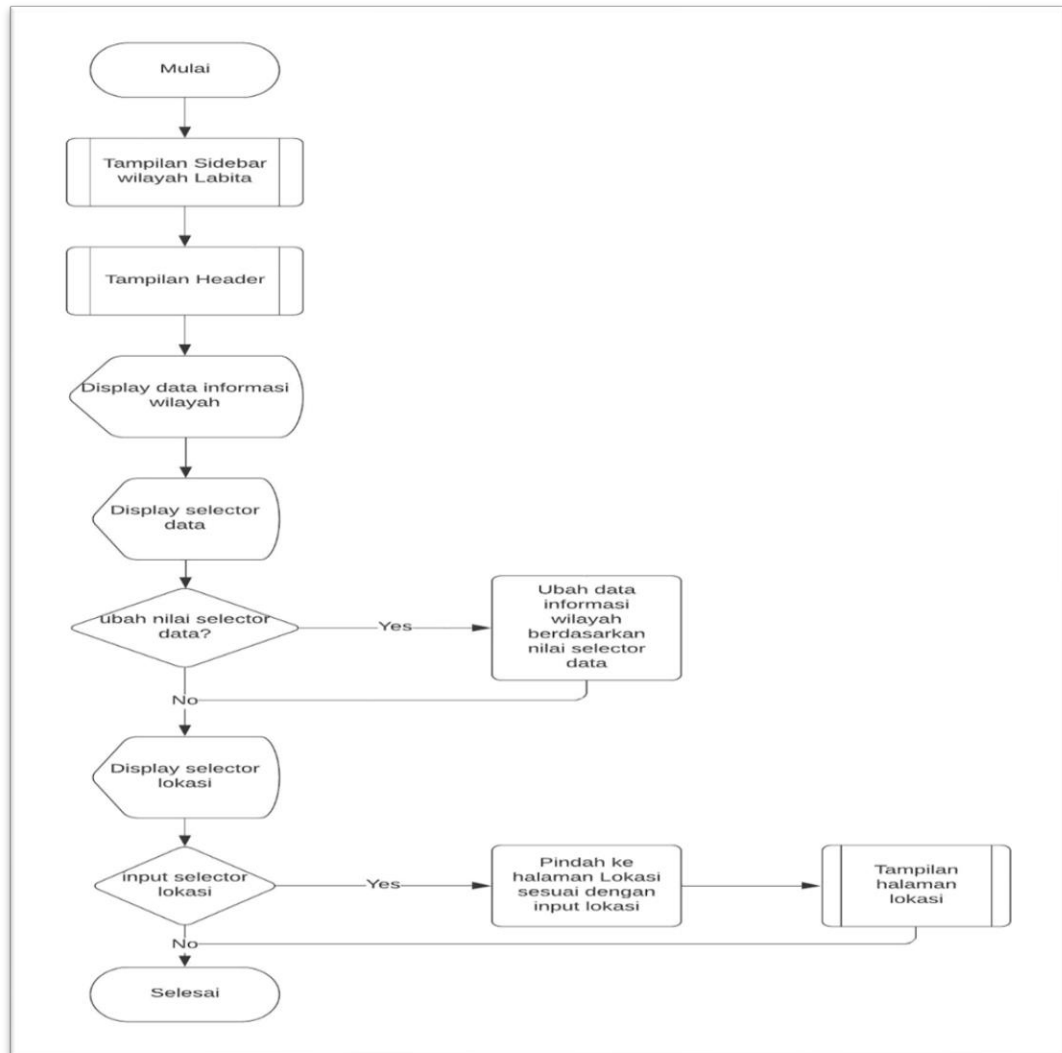 Mulai
Tampilan Sidebar
wilayah Labita
Tampilan Header
Display data informasi
wilayah
Display selector
data
ubah nilai selector
data?
Yes
Ubah data
informasi
wilayah
berdasarkan
nilai selector
data
No
Display selector
lokasi
input selector
lokasi
Yes
Pindah ke
halaman Lokasi
sesuai dengan
input lokasi
Tampilan
halaman
lokasi
No
Selesai